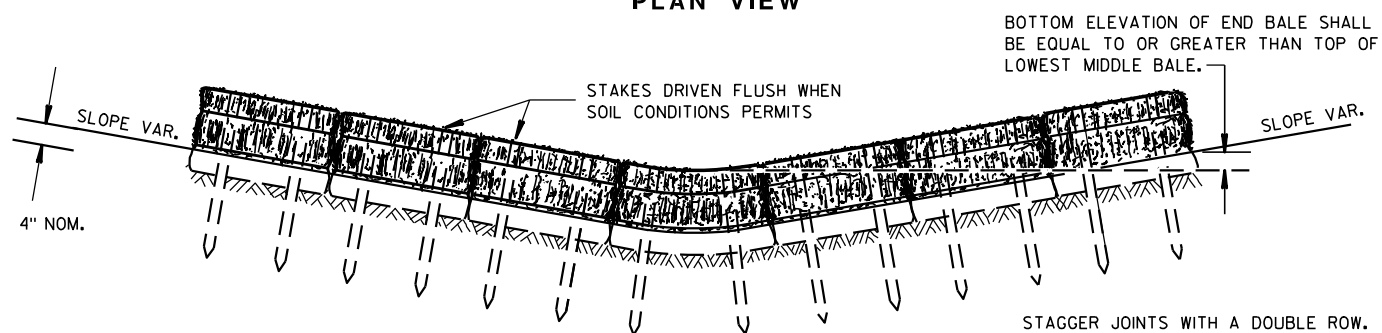 PLAN VIEW
BOTTOM ELEVATION OF END BALE SHALL
BE EQUAL TO OR GREATER THAN TOP OF
LOWEST MIDDLE BALE.
STAKES DRIVEN FLUSH WHEN
SOIL CONDITIONS PERMITS
SLOPE VAR.
SLOPE VAR.
4" NOM.
STAGGER JOINTS WITH A DOUBLE ROW.